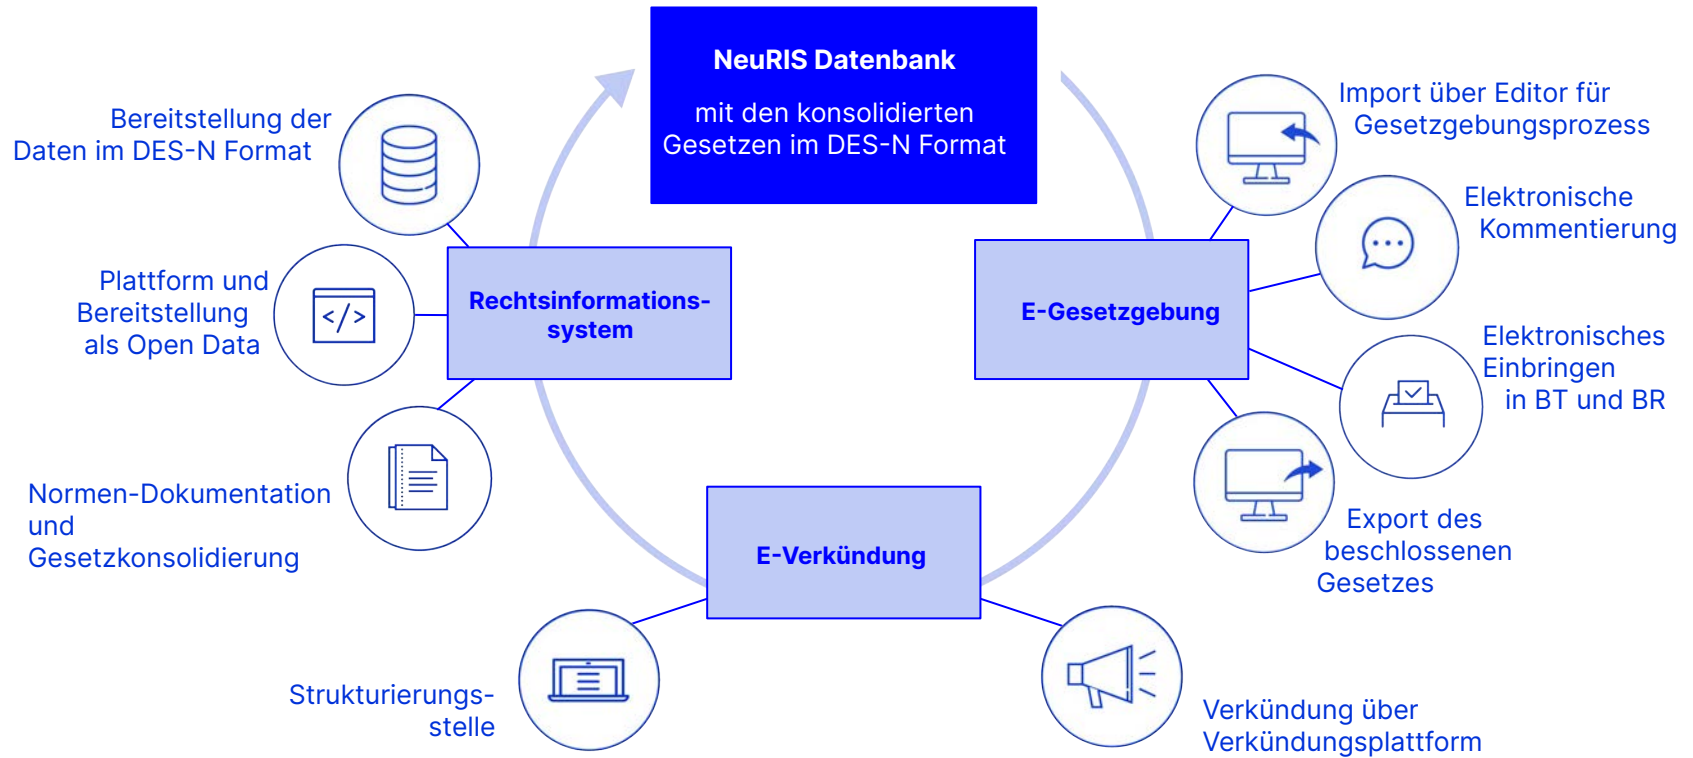 NeuRIS Datenbank
mit den konsolidierten
Gesetzen im DES-N Format
Import über Editor für
Gesetzgebungsprozess
Elektronische
Kommentierung
E-Gesetzgebung
Elektronisches
Einbringen
in BT und BR
Export des
beschlossenen
Gesetzes
E-Verkündung
Verkündung über
Verkündungsplattform
Strukturierungs-
stelle
Rechtsinformations-
system
Normen-Dokumentation
und
Gesetzkonsolidierung
Plattform und
Bereitstellung
als Open Data
</>
Bereitstellung der
Daten im DES-N Format